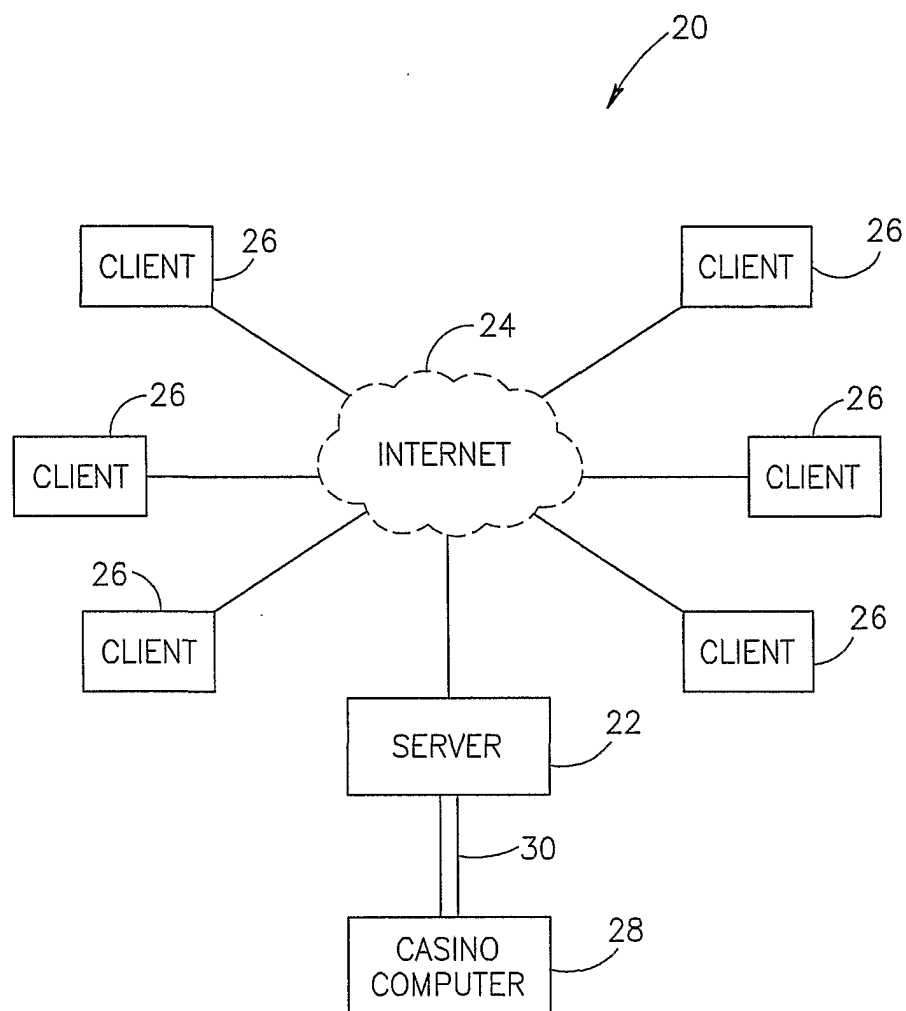 20
CLIENT
26
CLIENT
26
24
CLIENT
26
INTERNET
CLIENT
26
CLIENT
26
CLIENT
26
SERVER
22
30
CASINO
COMPUTER
28